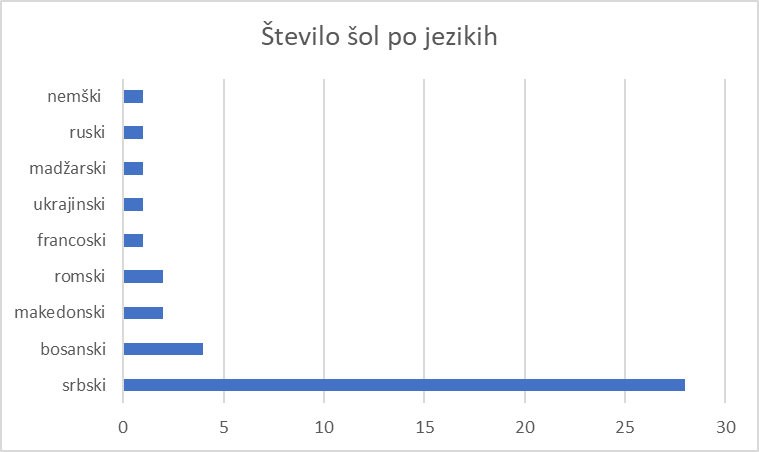 Število šol po jezikih
nemški
ruski
madžarski
ukrajinski
francoski
romski
makedonski
bosanski
srbski
0 5 10 15 20 25 30